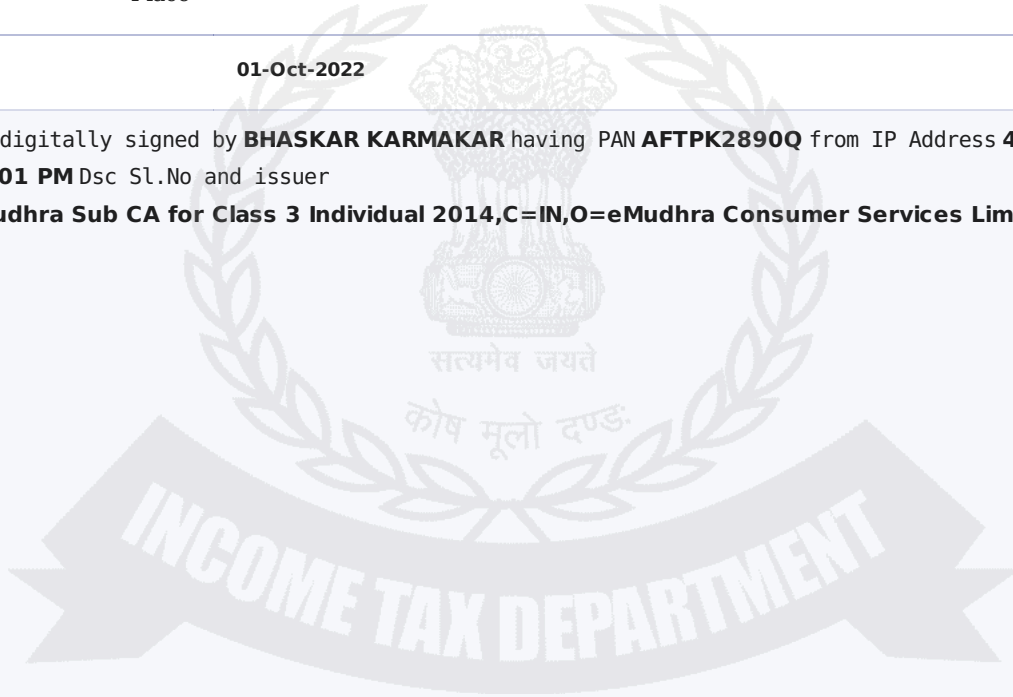 01-Oct-2022
digitally signed by BHASKAR KARMAKAR having PAN AFTPK2890Q from IP Address 4
01 PM Dsc Sl.No and issuer
udhra Sub CA for Class 3 Individual 2014,C=IN,O=eMudhra Consumer Services Lim
सत्यमेव जयते
कोष मूलो दण्डः
INCOME TAX DEPARTMENT